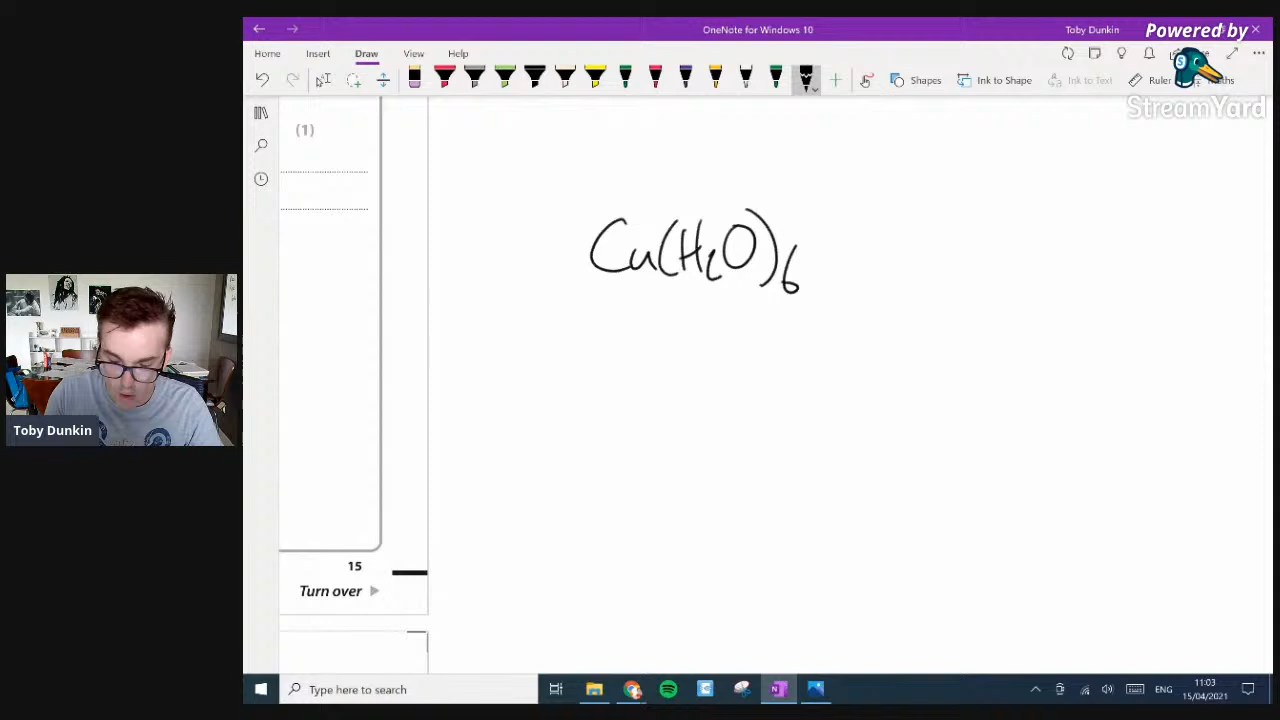 OneNote for Windows 10
Toby Dunkin
Powered by
Home Insert Draw View Help
Shapes Ink to Shape Ink to Text Ruler Maths
StreamYard
(1)
Cu(H2O)6
Toby Dunkin
15
Turn over
Type here to search
ENG
11:03
15/04/2021